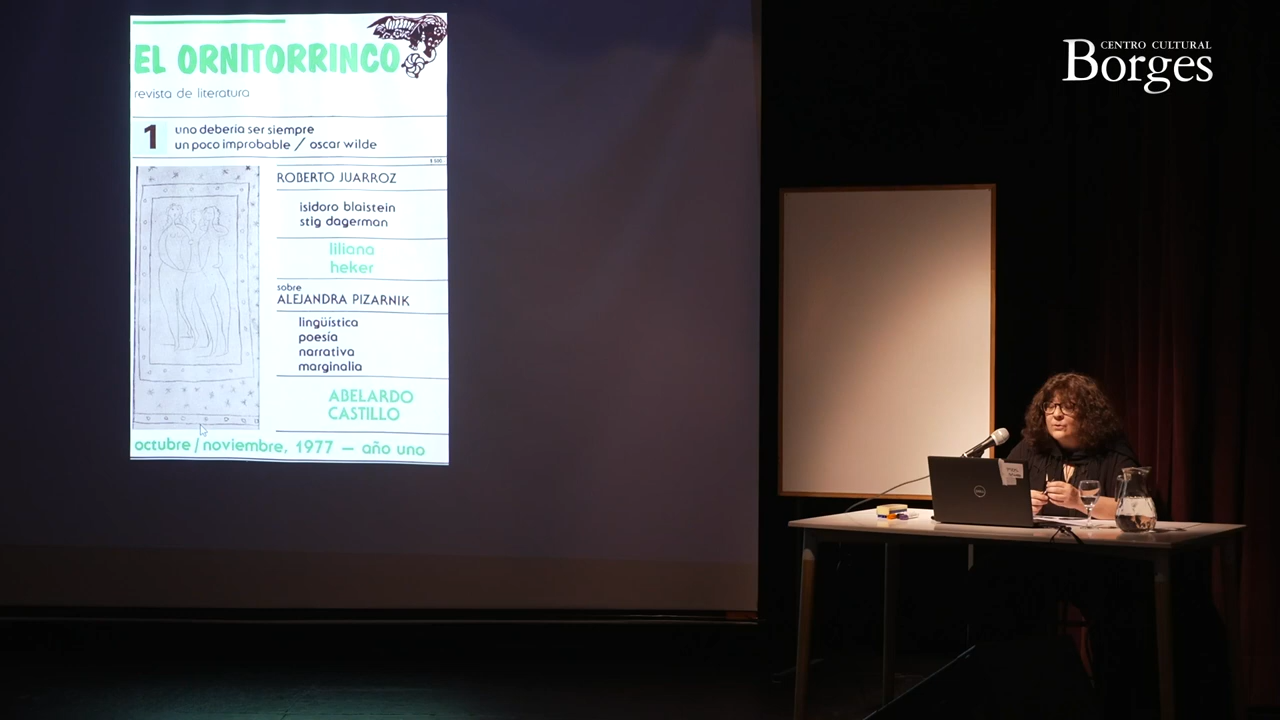 EL ORNITORRINCO
revista de literatura
1
uno debería ser siempre
un poco improbable / oscar wilde
ROBERTO JUARROZ
isidoro blaistein
stig dagerman
liliana
heker
sobre
ALEJANDRA PIZARNIK
lingüística
poesía
narrativa
marginalia
ABELARDO
CASTILLO
octubre / noviembre, 1977 — año uno
CENTRO CULTURAL
Borges
DELL